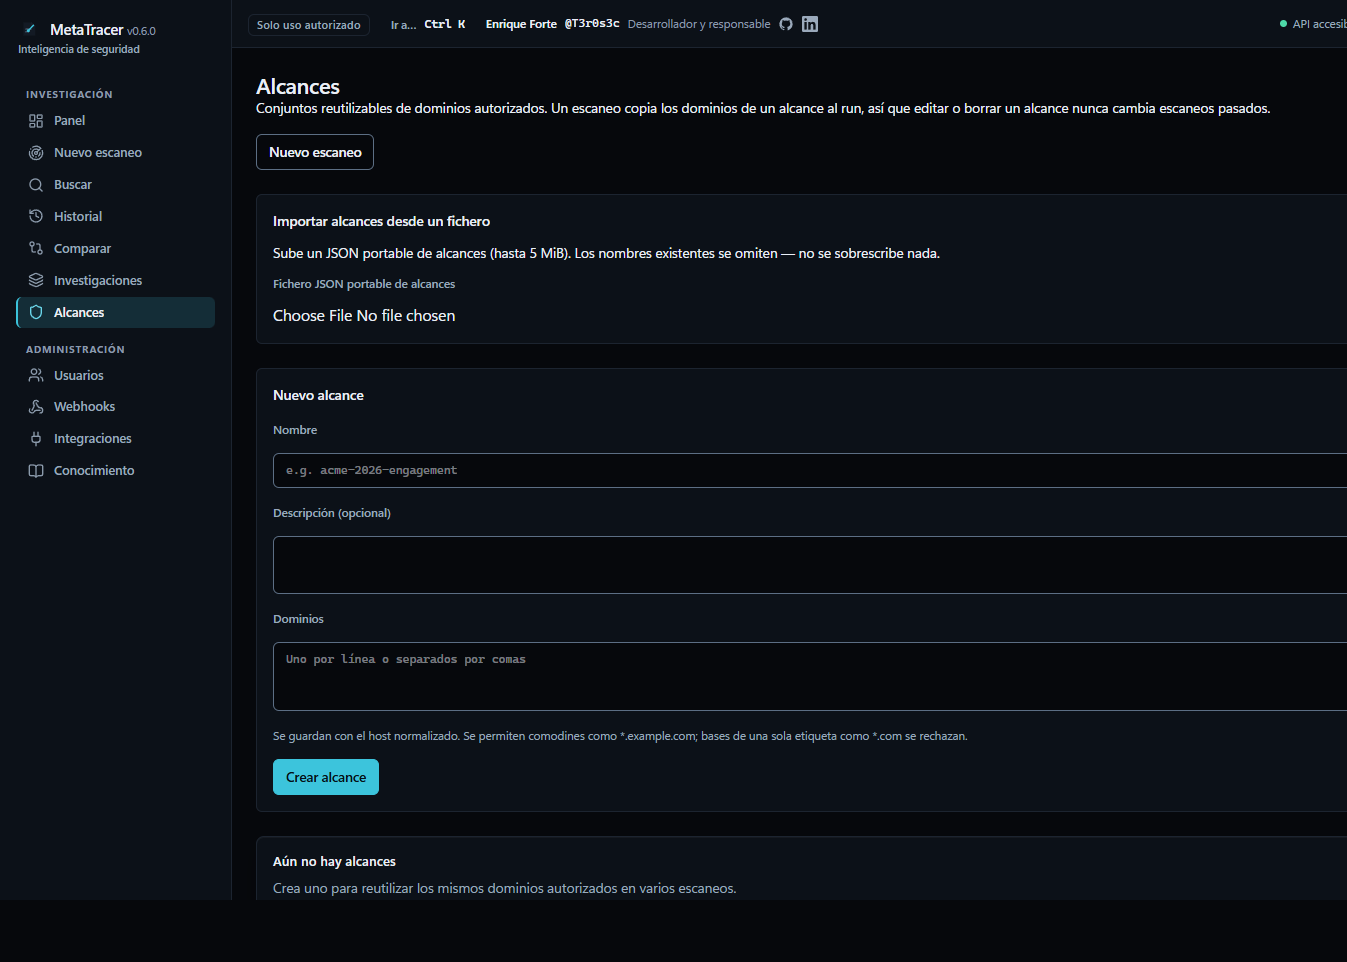 MetaTracer v0.6.0
Inteligencia de seguridad
INVESTIGACIÓN
Panel
Nuevo escaneo
Buscar
Historial
Comparar
Investigaciones
Alcances
ADMINISTRACIÓN
Usuarios
Webhooks
Integraciones
Conocimiento
Solo uso autorizado Ir a... Ctrl K Enrique Forte @T3r0s3c Desarrollador y responsable API accesib
Alcances
Conjuntos reutilizables de dominios autorizados. Un escaneo copia los dominios de un alcance al run, así que editar o borrar un alcance nunca cambia escaneos pasados.
Nuevo escaneo
Importar alcances desde un fichero
Sube un JSON portable de alcances (hasta 5 MiB). Los nombres existentes se omiten — no se sobrescribe nada.
Fichero JSON portable de alcances
Choose File No file chosen
Nuevo alcance
Nombre
e.g. acme-2026-engagement
Descripción (opcional)
Dominios
Uno por línea o separados por comas
Se guardan con el host normalizado. Se permiten comodines como *.example.com; bases de una sola etiqueta como *.com se rechazan.
Crear alcance
Aún no hay alcances
Crea uno para reutilizar los mismos dominios autorizados en varios escaneos.